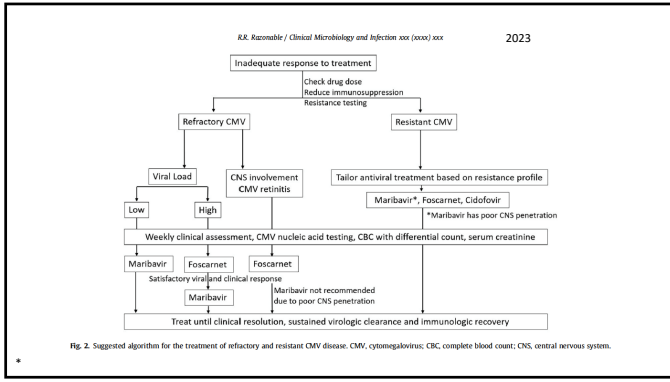 R.R. Razonable / Clinical Microbiology and Infection xxx (xxxx) xxx
2023
Inadequate response to treatment
Check drug dose
Reduce immunosuppression
Resistance testing
Refractory CMV
Resistant CMV
Viral Load
CNS involvement
CMV retinitis
Tailor antiviral treatment based on resistance profile
Low
High
Maribavir*, Foscarnet, Cidofovir
*Maribavir has poor CNS penetration
Weekly clinical assessment, CMV nucleic acid testing, CBC with differential count, serum creatinine
Maribavir
Foscarnet
Foscarnet
Satisfactory viral and clinical response
Maribavir
Maribavir not recommended
due to poor CNS penetration
Treat until clinical resolution, sustained virologic clearance and immunologic recovery
Fig. 2. Suggested algorithm for the treatment of refractory and resistant CMV disease. CMV, cytomegalovirus; CBC, complete blood count; CNS, central nervous system.
*